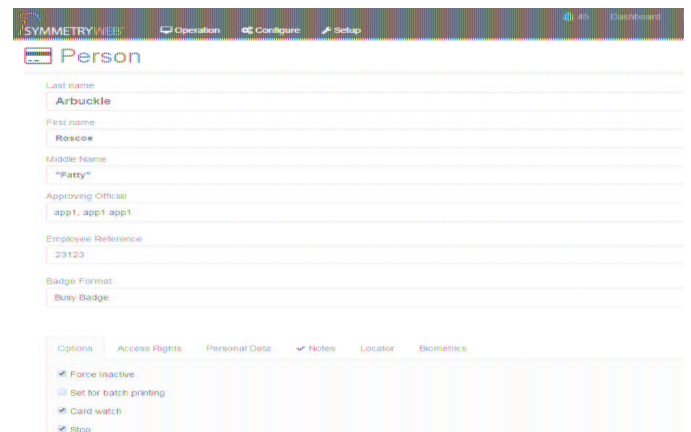 SYMMETRYWEB Operation Configure Setup 45 Dashboard
Person
Last name
Arbuckle
First name
Roscoe
Middle Name
"Fatty"
Approving Official
app1, app1 app1
Employee Reference
23123
Badge Format
Busy Badge
Options Access Rights Personal Data Notes Locator Biometrics
Force Inactive
Set for batch printing
Card watch
Stop